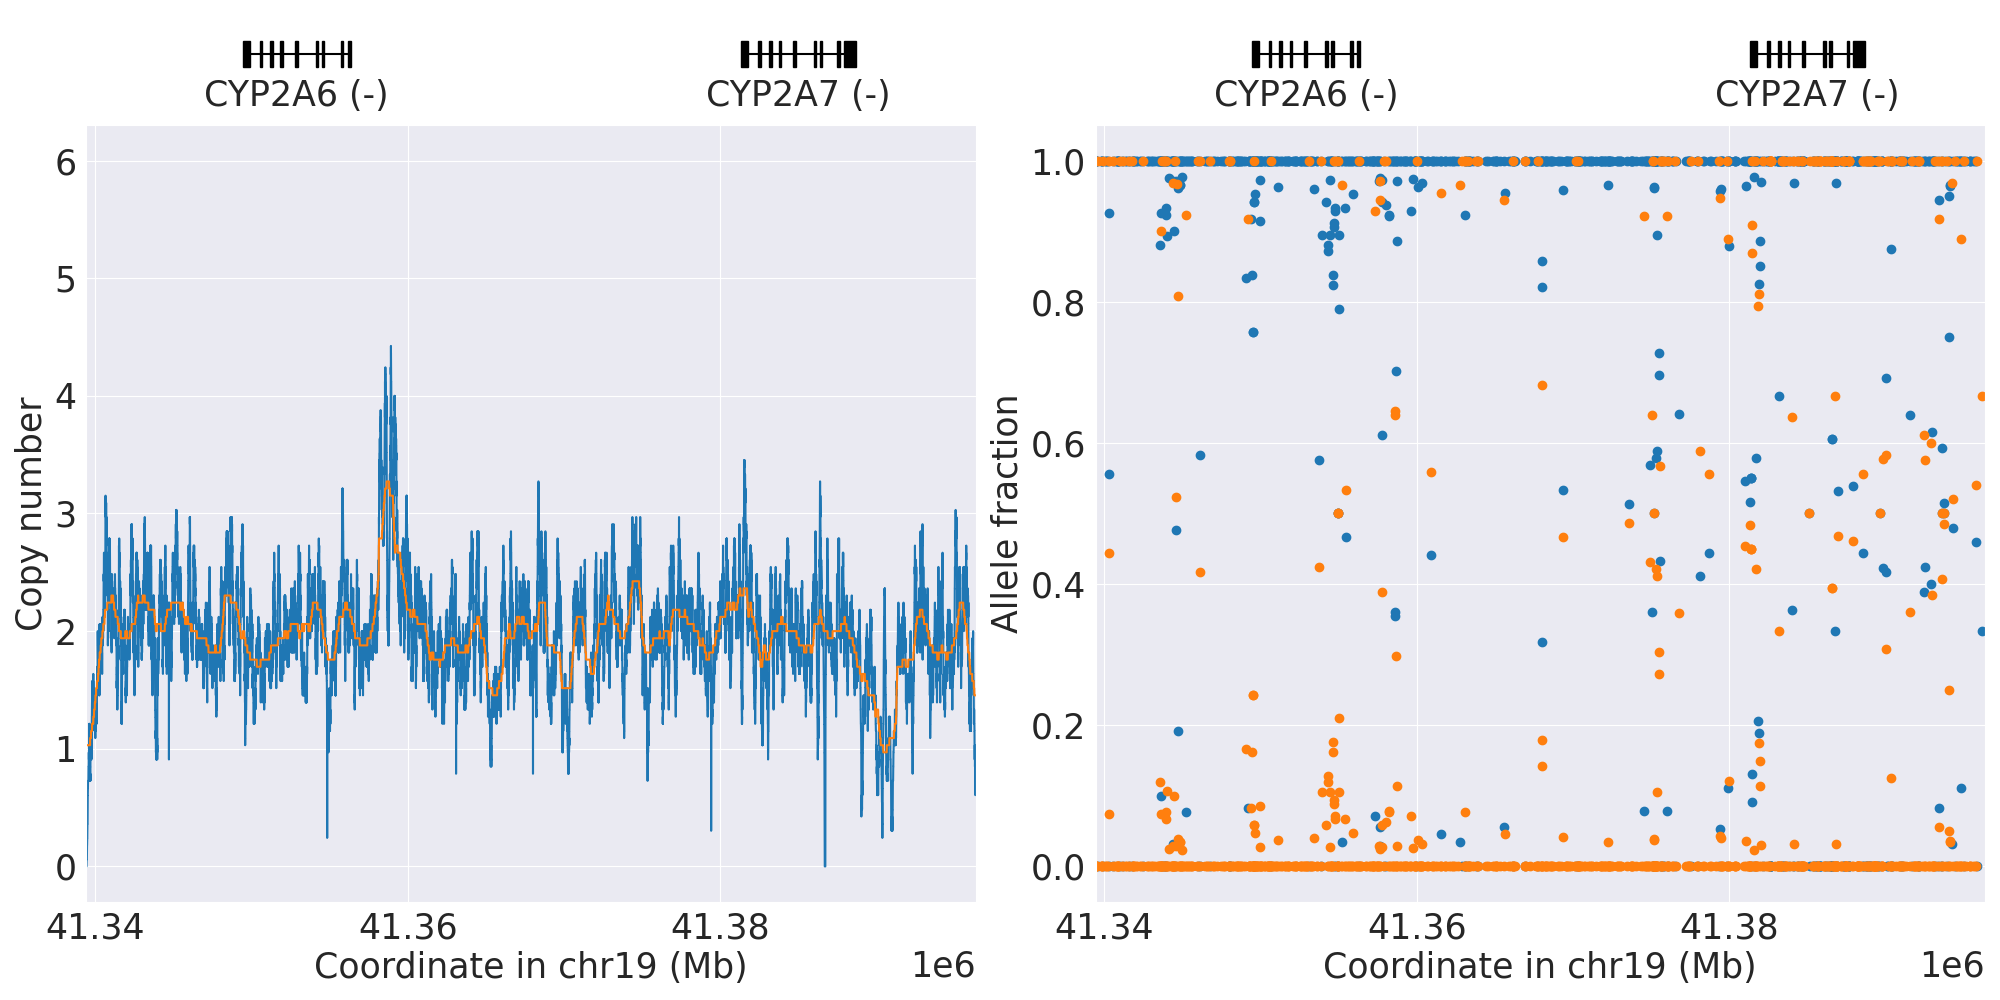 CYP2A6 (-)
CYP2A7 (-)
6
5
4
3
2
1
0
Copy number
41.34
41.36
41.38
Coordinate in chr19 (Mb)
1e6
CYP2A6 (-)
CYP2A7 (-)
1.0
0.8
0.6
0.4
0.2
0.0
Allele fraction
41.34
41.36
41.38
Coordinate in chr19 (Mb)
1e6